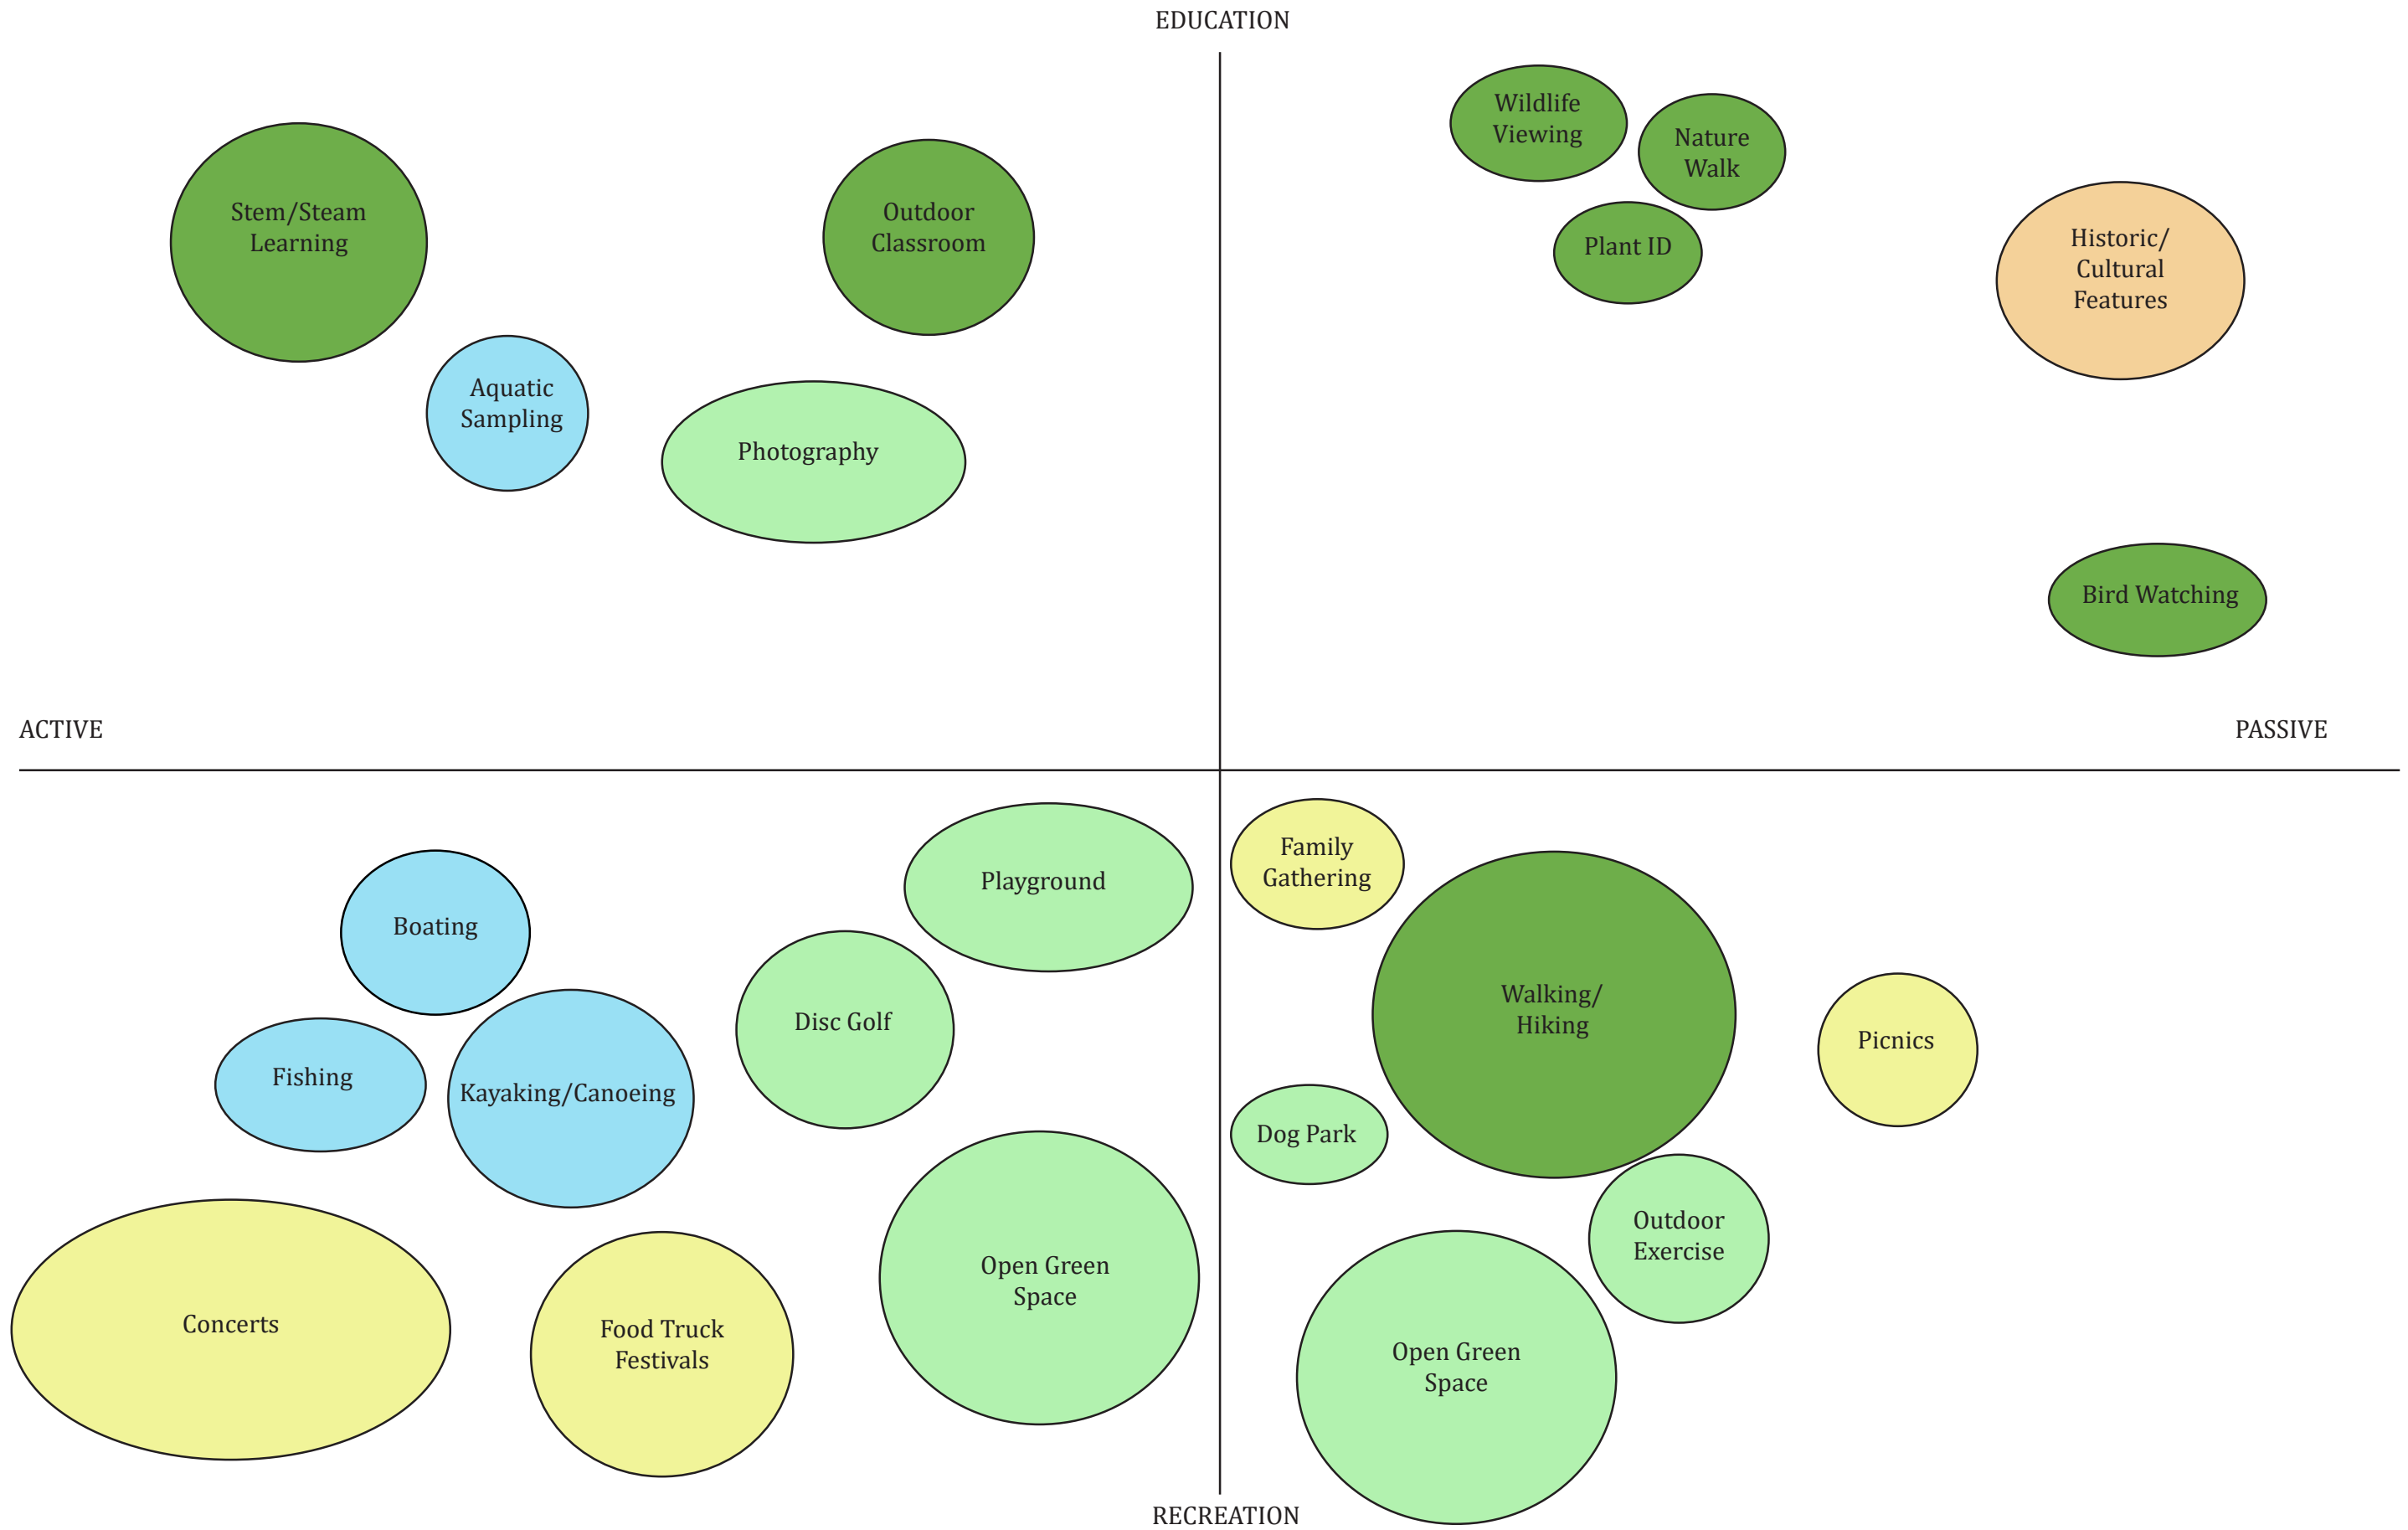 EDUCATION
Wildlife
Viewing
Nature
Walk
Stem/Steam
Learning
Outdoor
Classroom
Plant ID
Historic/
Cultural
Features
Aquatic
Sampling
Photography
Bird Watching
ACTIVE
PASSIVE
Playground
Family
Gathering
Boating
Walking/
Hiking
Disc Golf
Picnics
Fishing
Kayaking/Canoeing
Dog Park
Outdoor
Exercise
Open Green
Space
Concerts
Food Truck
Festivals
Open Green
Space
RECREATION